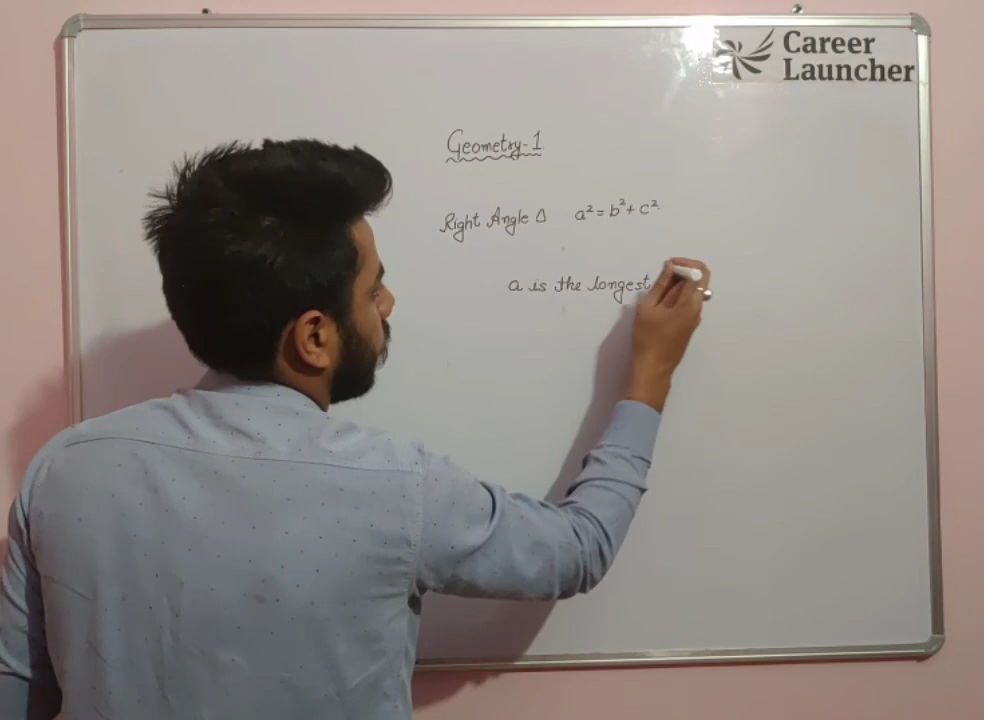 Career
Launcher
Geometry-1
Right Angle Δ a² = b² + c²
a is the longest